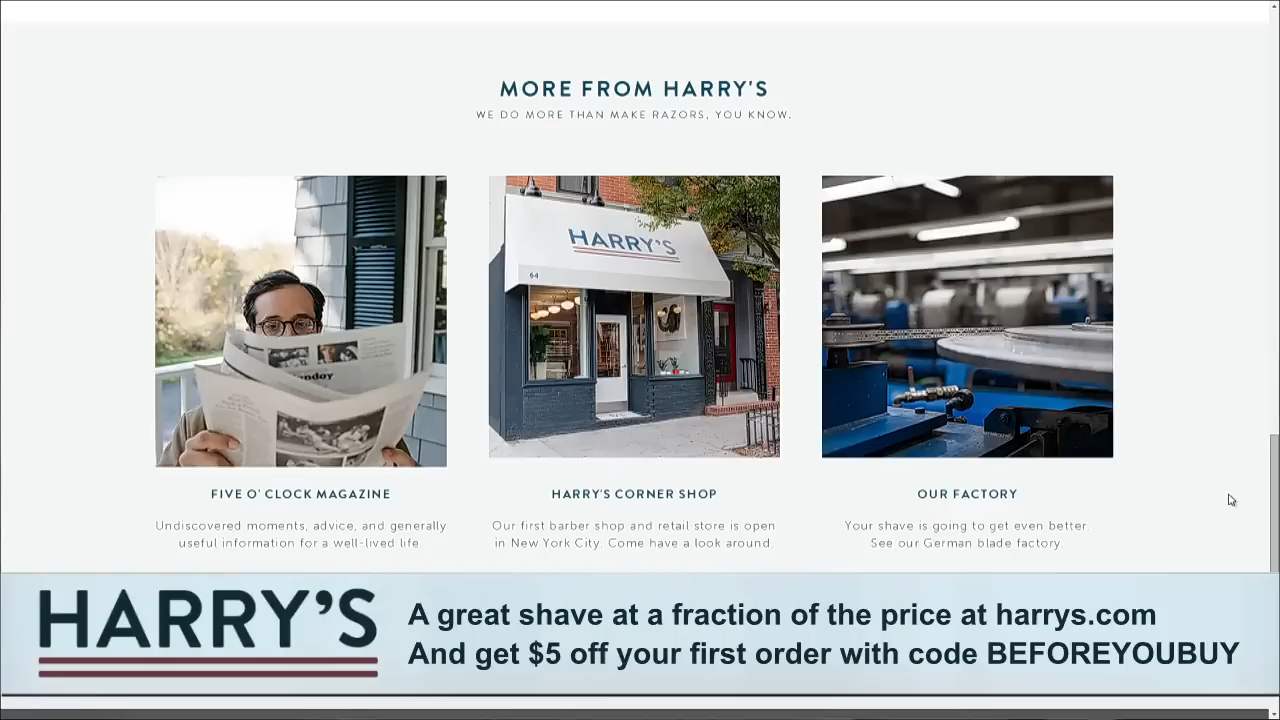 MORE FROM HARRY'S
WE DO MORE THAN MAKE RAZORS, YOU KNOW.
HARRY'S
64
onday
FIVE O' CLOCK MAGAZINE
HARRY'S CORNER SHOP
OUR FACTORY
Undiscovered moments, advice, and generally
useful information for a well-lived life.
Our first barber shop and retail store is open
in New York City. Come have a look around.
Your shave is going to get even better.
See our German blade factory.
HARRY'S
A great shave at a fraction of the price at harrys.com
And get $5 off your first order with code BEFOREYOUBUY